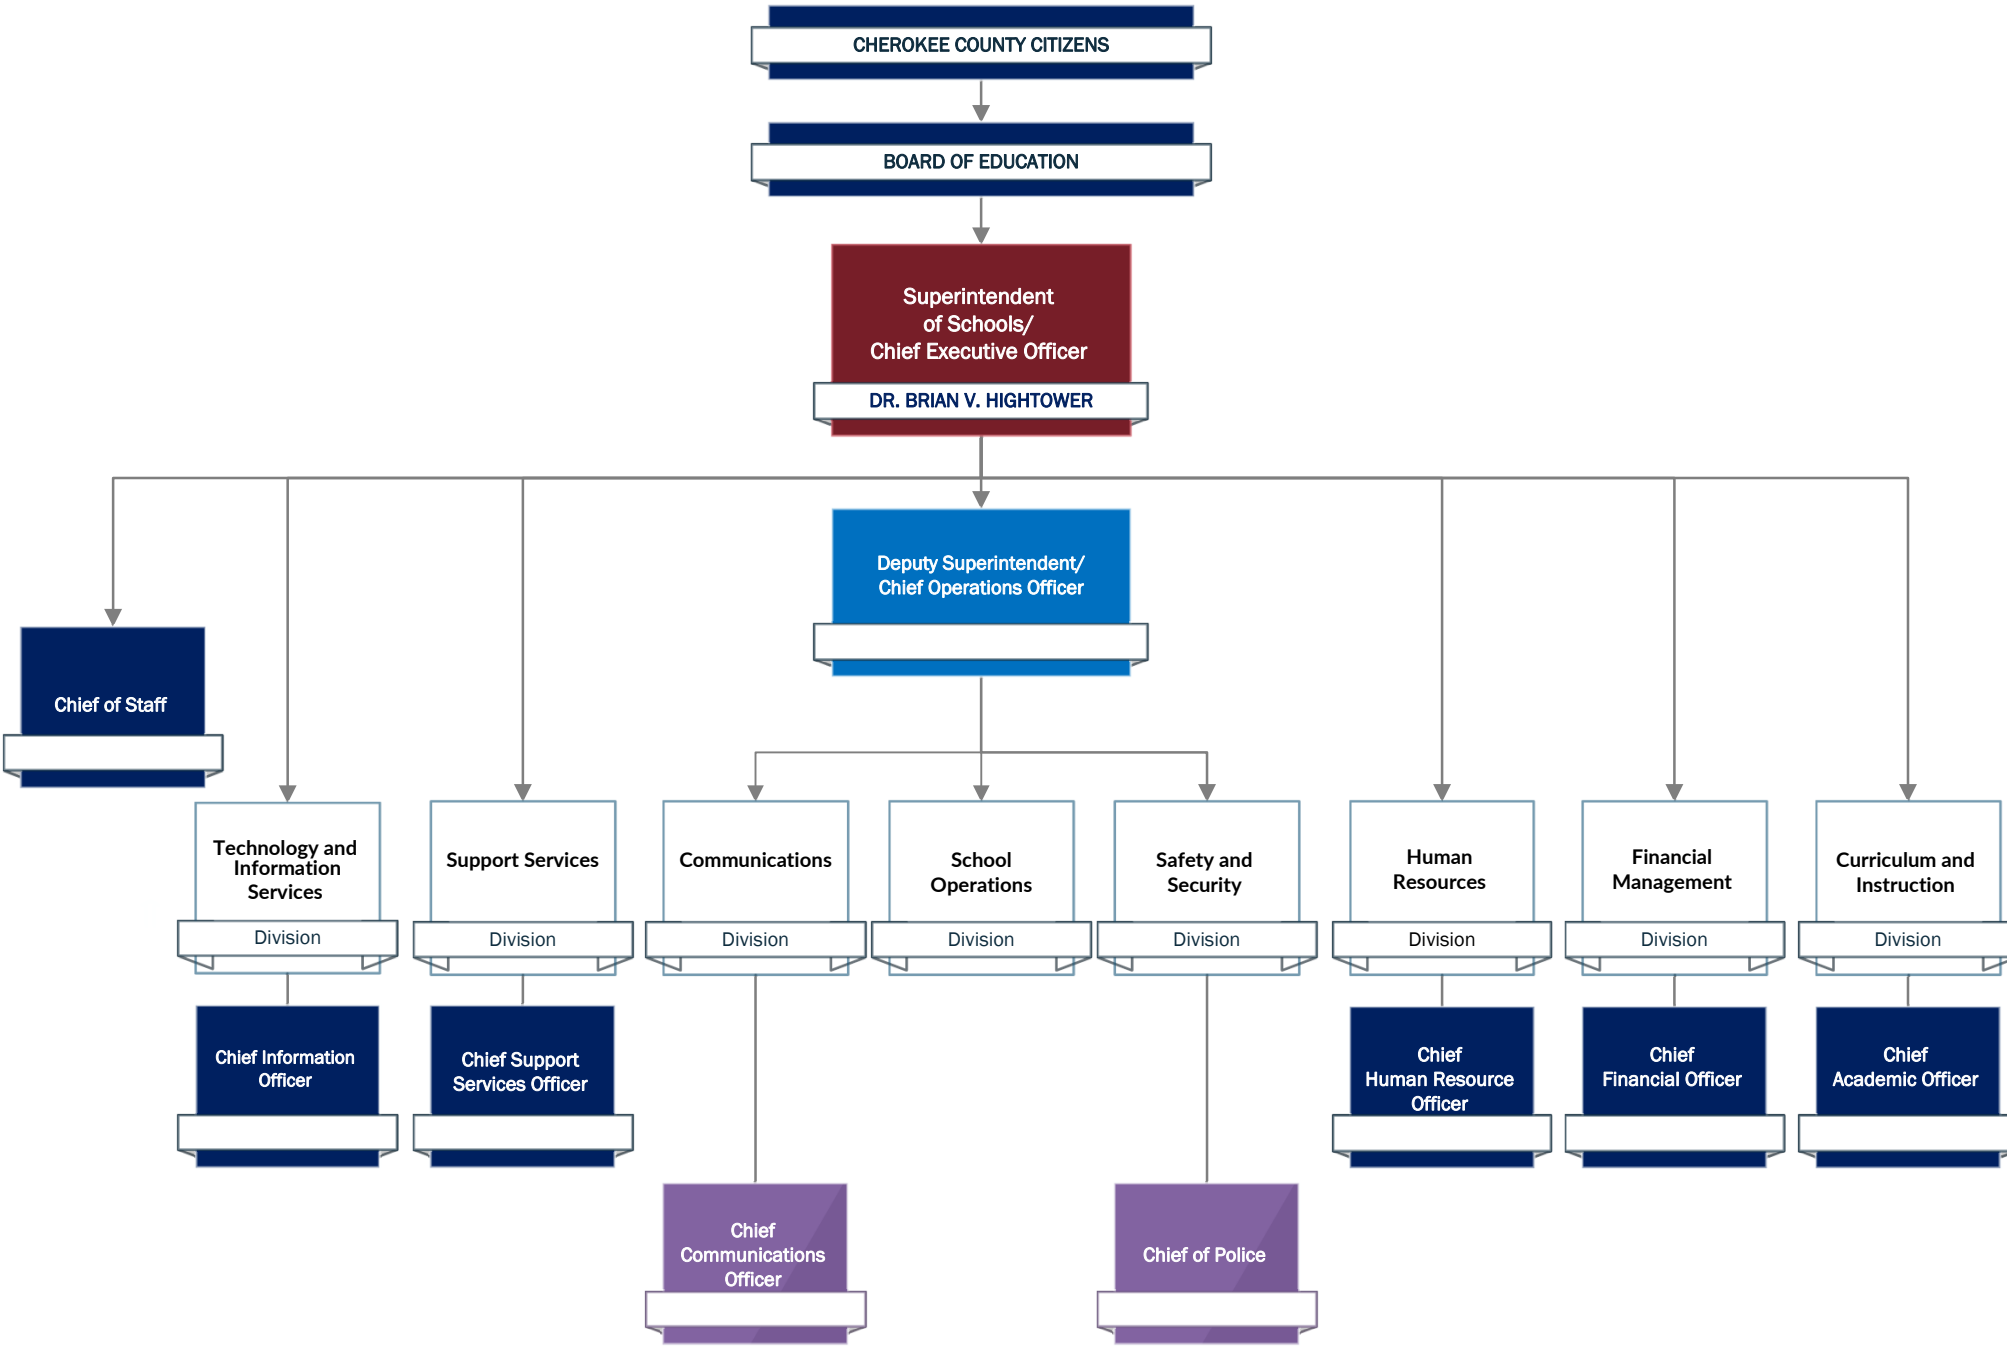 CHEROKEE COUNTY CITIZENS
BOARD OF EDUCATION
Superintendent
of Schools/
Chief Executive Officer
DR. BRIAN V. HIGHTOWER
Deputy Superintendent/
Chief Operations Officer
Chief of Staff
Technology and
Information
Services
Division
Support Services
Division
Communications
Division
School
Operations
Division
Safety and
Security
Division
Human
Resources
Division
Financial
Management
Division
Curriculum and
Instruction
Division
Chief Information
Officer
Chief Support
Services Officer
Chief
Human Resource
Officer
Chief
Financial Officer
Chief
Academic Officer
Chief
Communications
Officer
Chief of Police